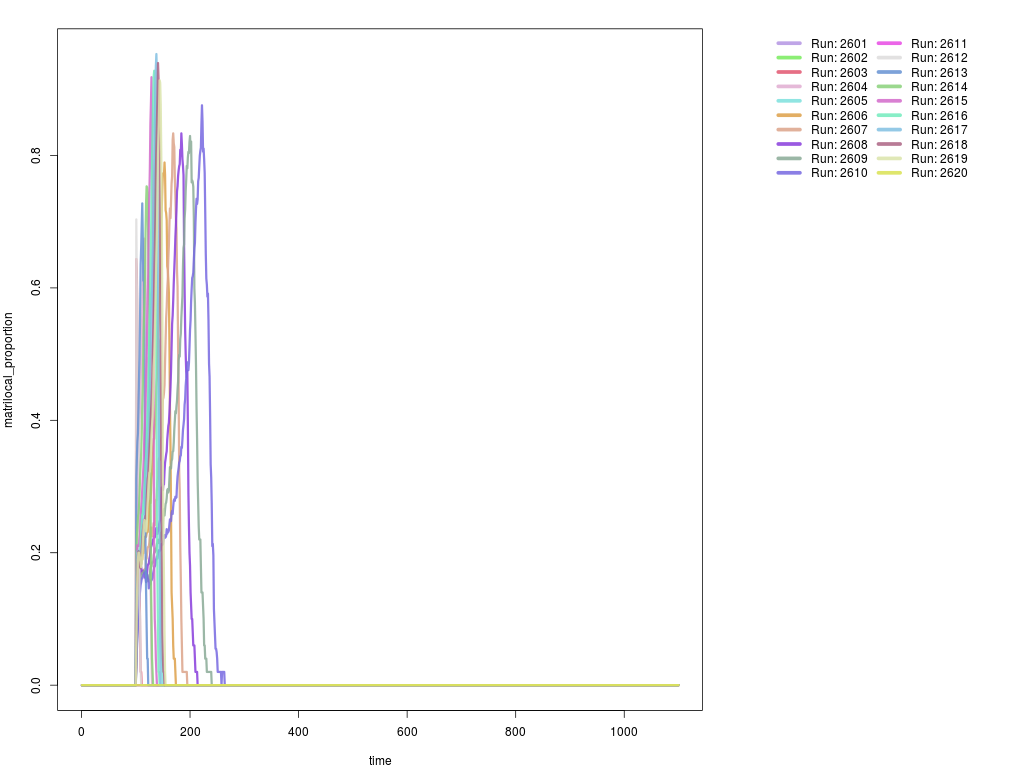 Run: 2601 Run: 2611
Run: 2602 Run: 2612
Run: 2603 Run: 2613
Run: 2604 Run: 2614
Run: 2605 Run: 2615
Run: 2606 Run: 2616
Run: 2607 Run: 2617
Run: 2608 Run: 2618
Run: 2609 Run: 2619
Run: 2610 Run: 2620
0.8
0.6
0.4
0.2
0.0
matrilocal_proportion
0 200 400 600 800 1000
time